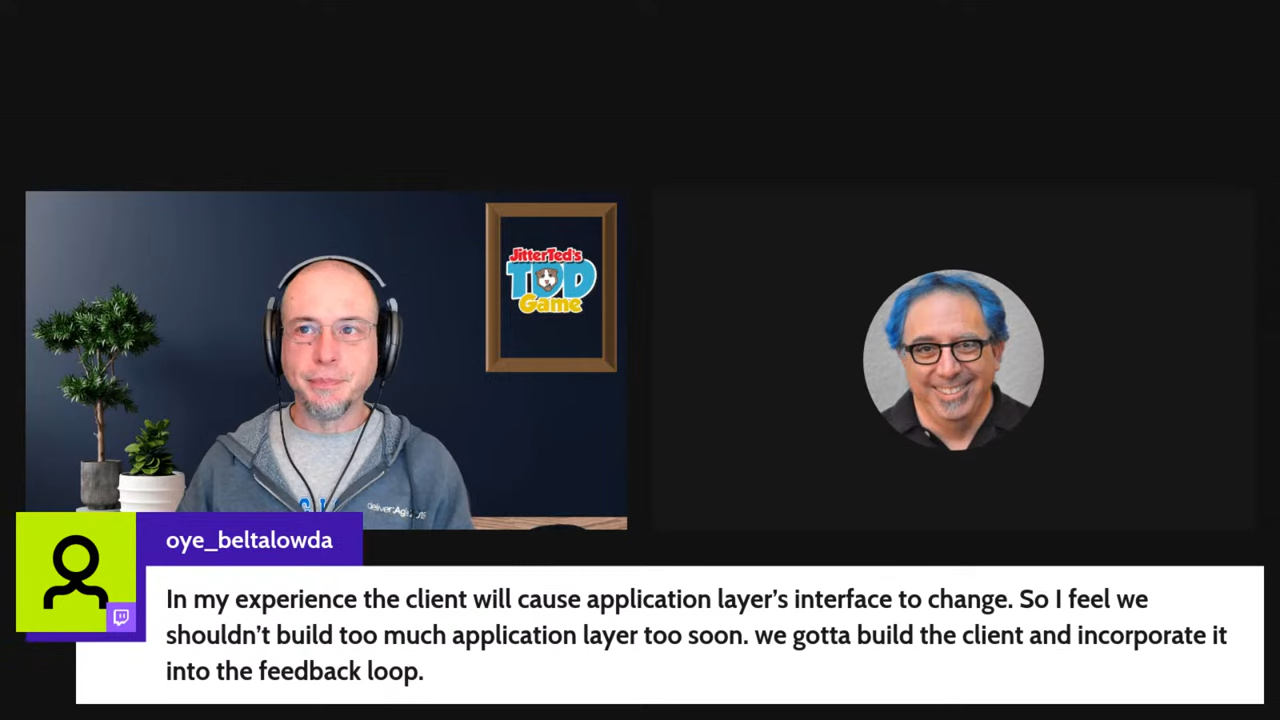 JitterTed's
TDD
Game
deliver:Agile
oye_beltalowda
In my experience the client will cause application layer's interface to change. So I feel we
shouldn't build too much application layer too soon. we gotta build the client and incorporate it
into the feedback loop.